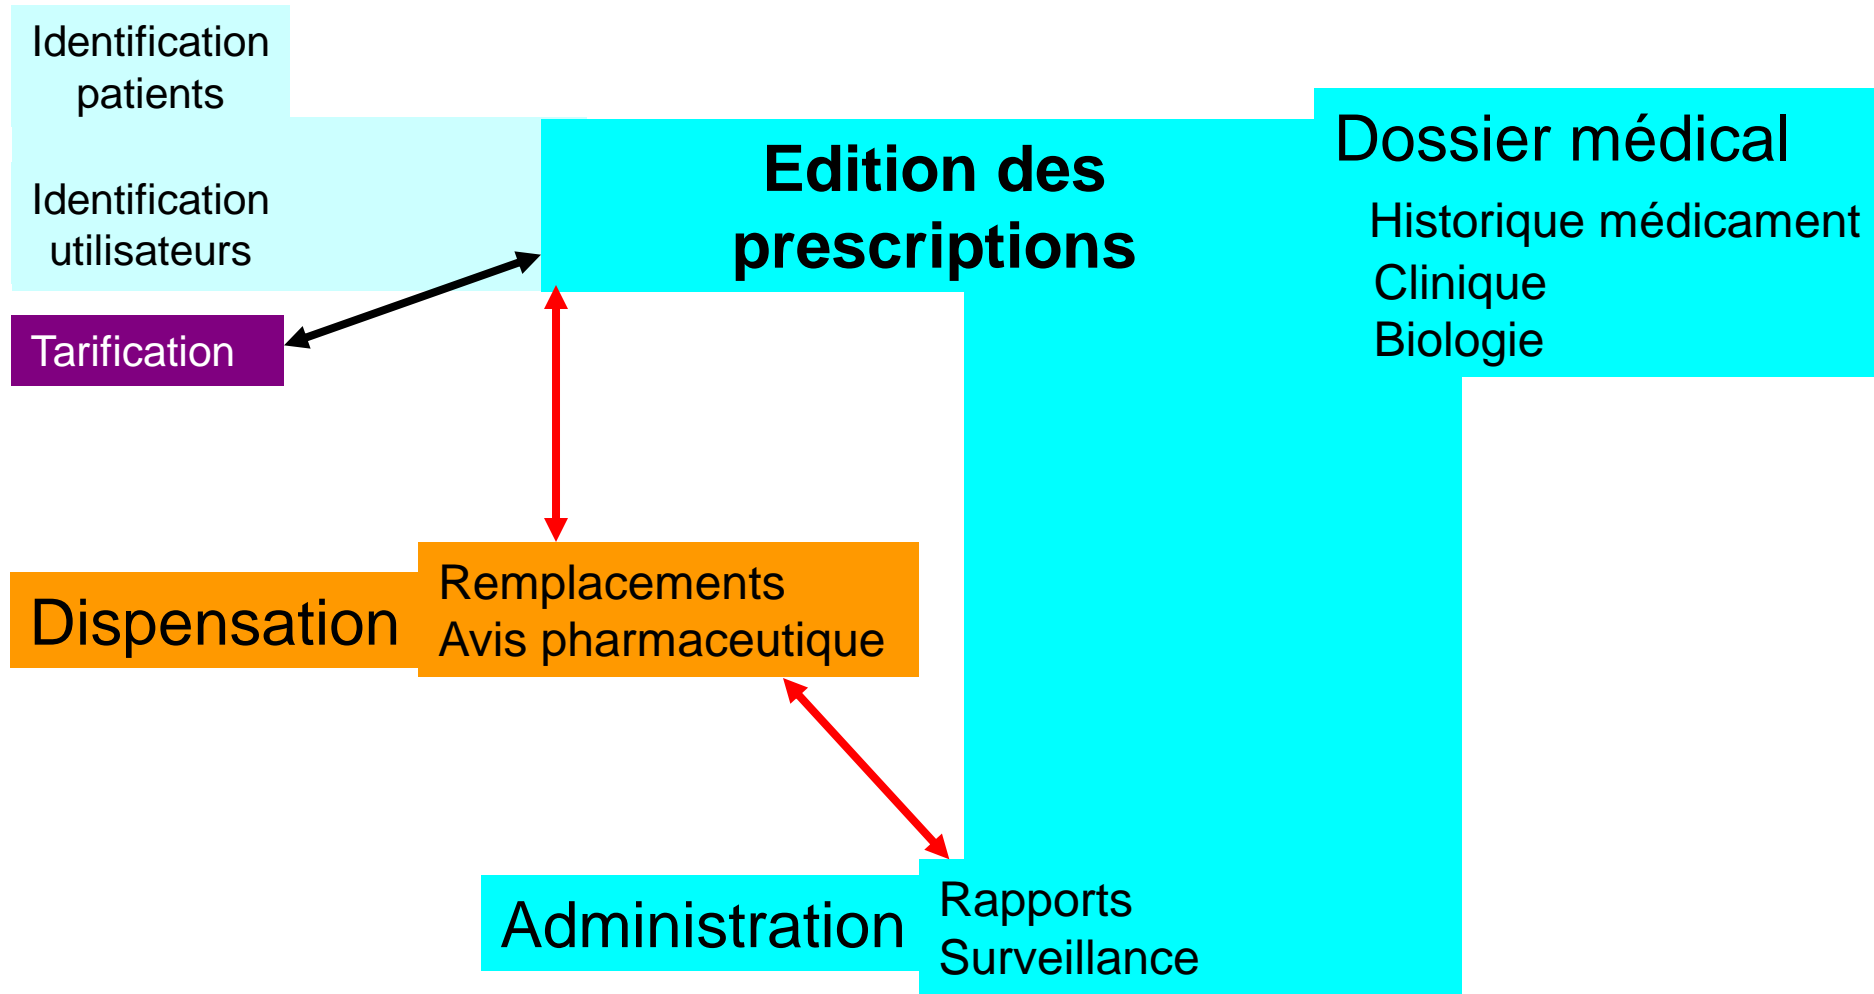 Identification
patients
Identification
utilisateurs
Tarification
Edition des
prescriptions
Dossier médical
Historique médicament
Clinique
Biologie
Dispensation
Remplacements
Avis pharmaceutique
Administration
Rapports
Surveillance